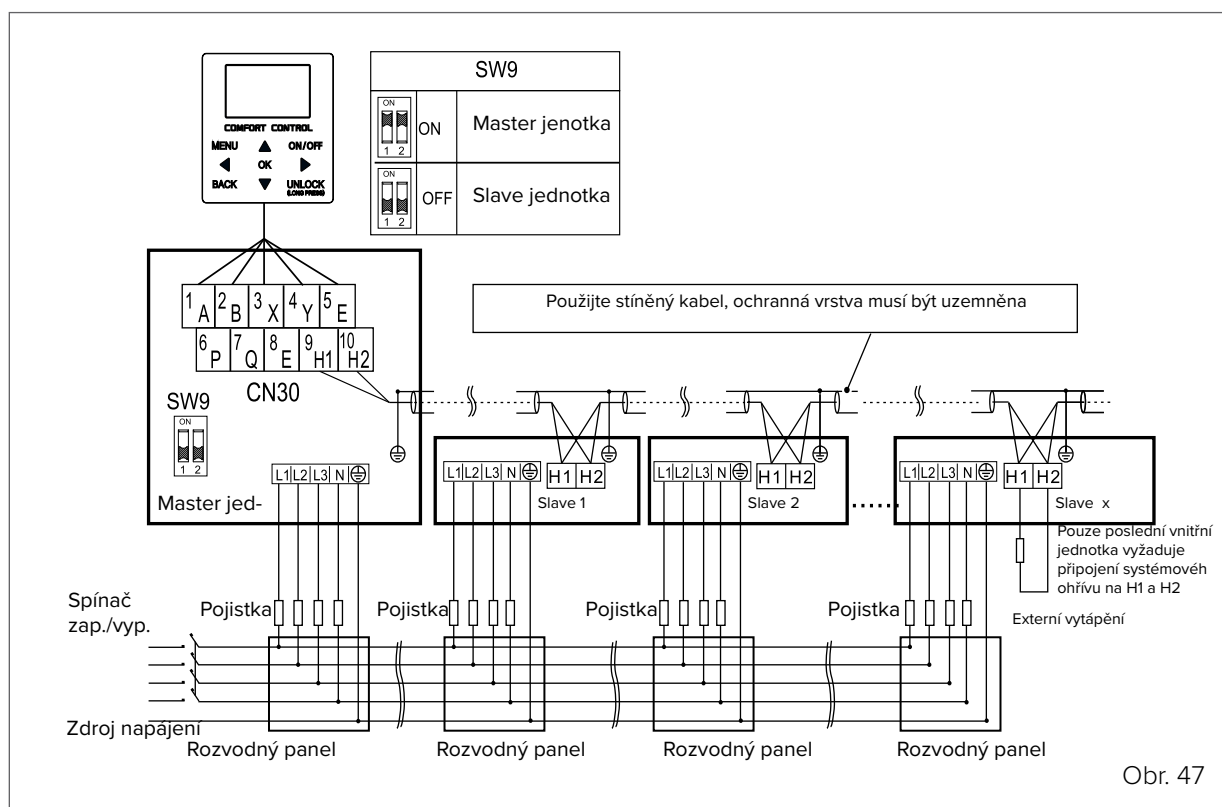 SW9
ON
1 2
ON
Master jenotka
ON
1 2
OFF
Slave jednotka
COMFORT CONTROL
MENU ▲ ON/OFF
◀ OK ▶
BACK ▼ UNLOCK
(LONG PRESS)
1 A 2 B 3 X 4 Y 5 E
6 P 7 Q 8 E 9 H1 10 H2
CN30
SW9
ON
1 2
Použijte stíněný kabel, ochranná vrstva musí být uzemněna
L1 L2 L3 N
Master jed-
L1 L2 L3 N
H1 H2
Slave 1
L1 L2 L3 N
H1 H2
Slave 2
L1 L2 L3 N
H1 H2
Slave x
Pouze poslední vnitřní
jednotka vyžaduje
připojení systémovéh
ohřívu na H1 a H2
Externí vytápění
Spínač
zap./vyp.
Pojistka
Pojistka
Pojistka
Pojistka
Zdroj napájení
Rozvodný panel
Rozvodný panel
Rozvodný panel
Rozvodný panel
Obr. 47